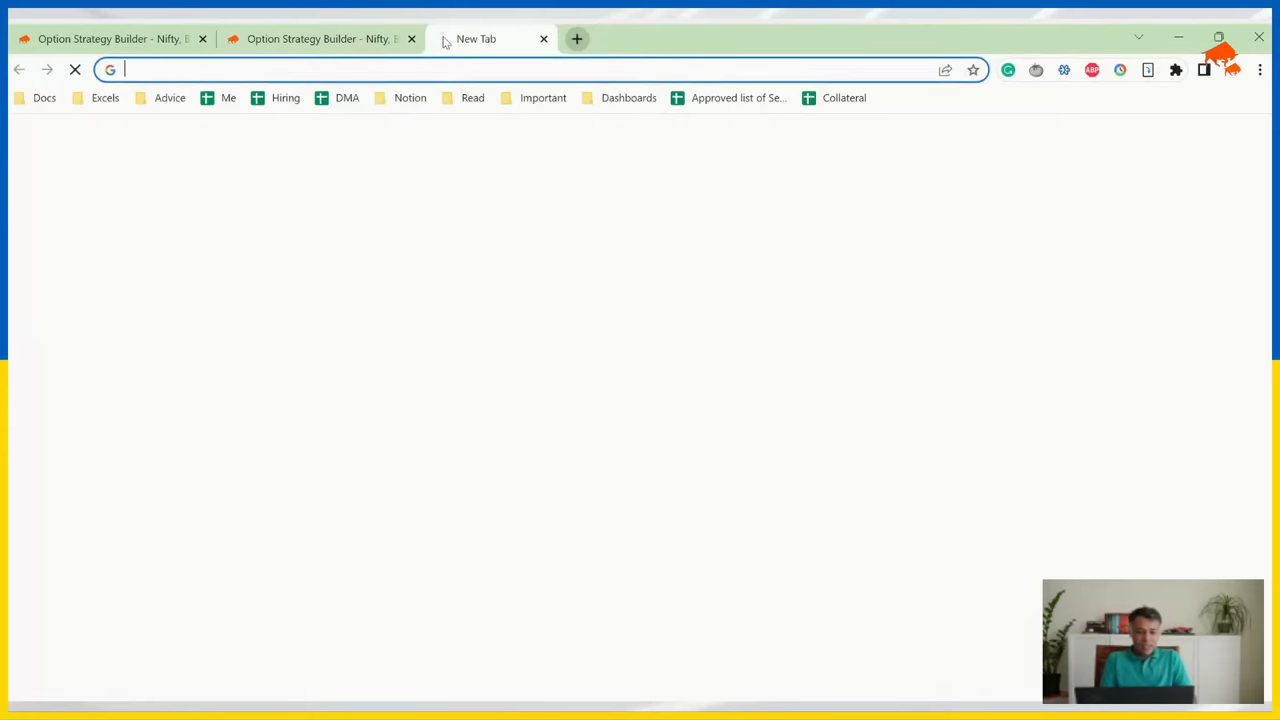 Option Strategy Builder - Nifty, B
Option Strategy Builder - Nifty, B
New Tab
ABP
Docs
Excels
Advice
Me
Hiring
DMA
Notion
Read
Important
Dashboards
Approved list of Se...
Collateral